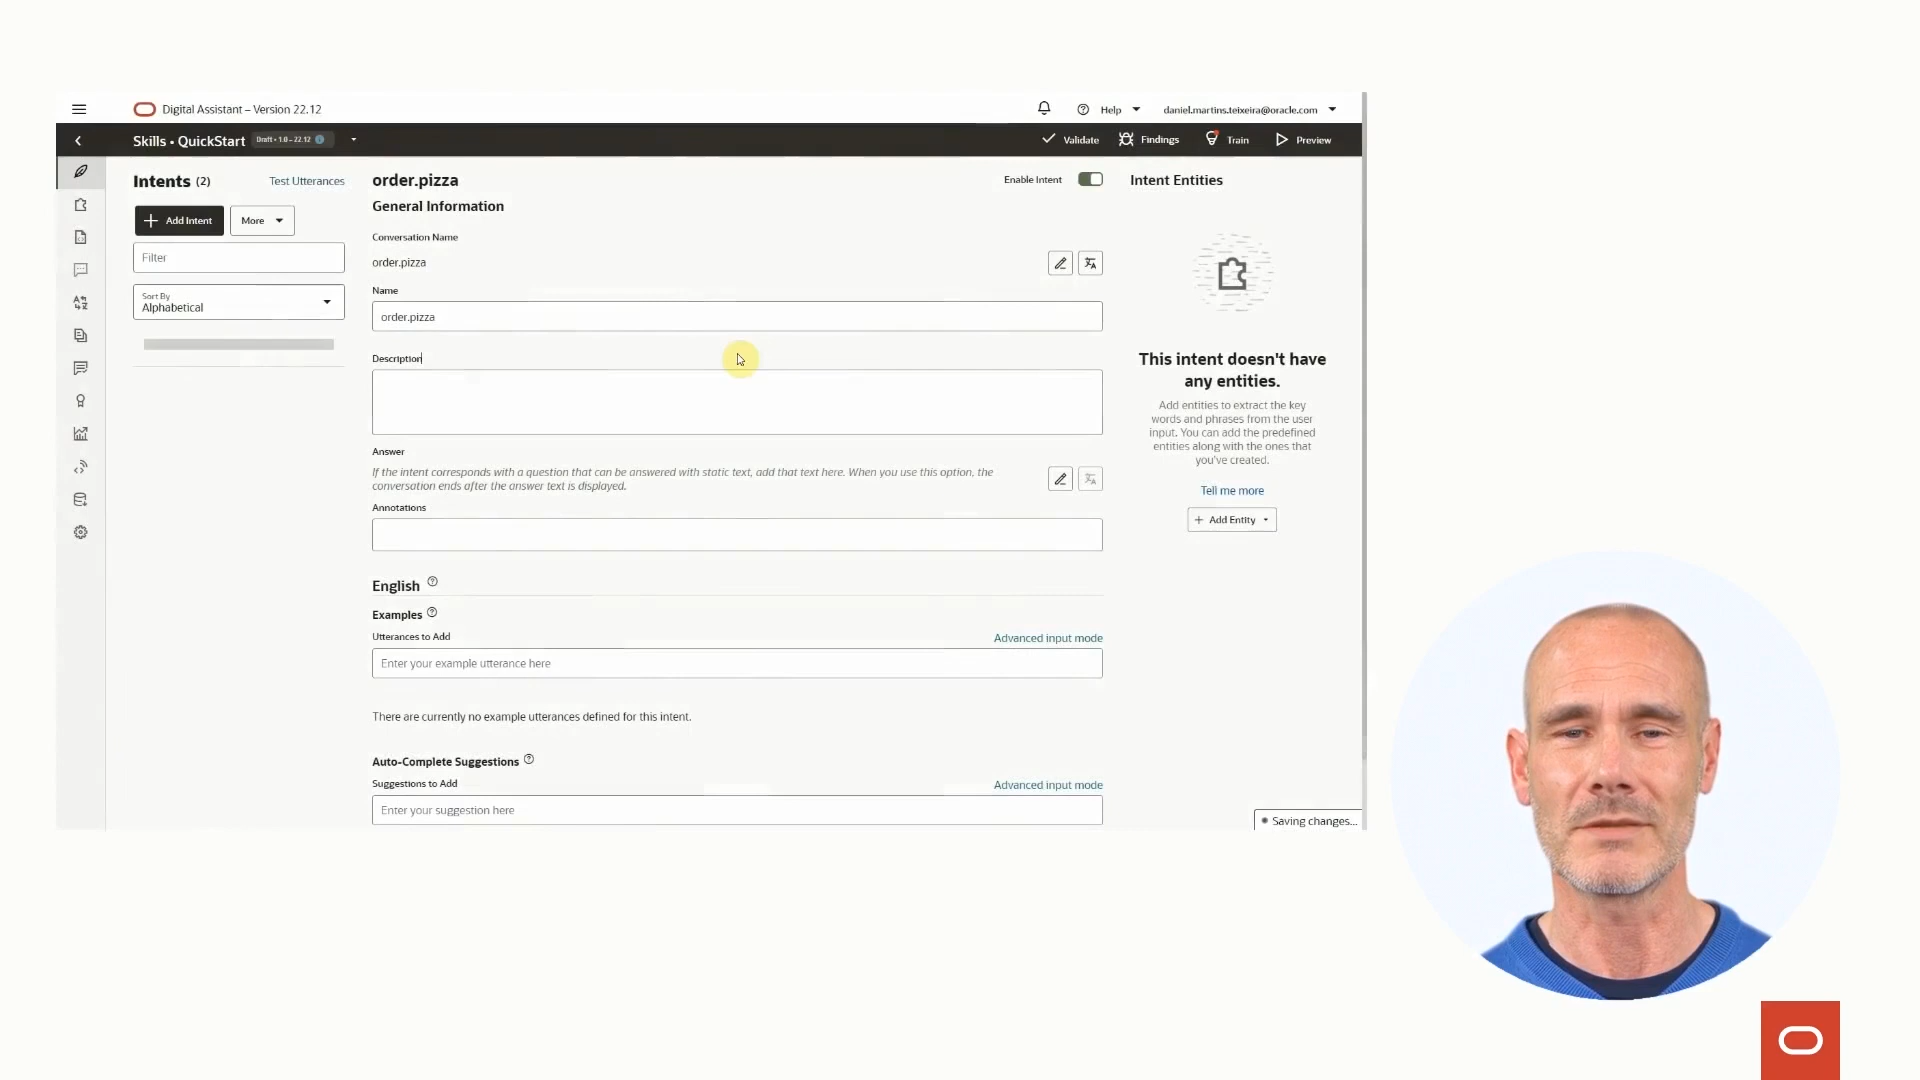 Digital Assistant – Version 22.12
Help
daniel.martins.teixeira@oracle.com
Skills • QuickStart
Draft • 1.0 – 22.12
Validate
Findings
Train
Preview
Intents (2)
Test Utterances
Add Intent
More
Filter
Sort By
Alphabetical
order.pizza
Enable Intent
General Information
Conversation Name
order.pizza
Name
order.pizza
Description
Answer
If the intent corresponds with a question that can be answered with static text, add that text here. When you use this option, the
conversation ends after the answer text is displayed.
Annotations
English
Examples
Utterances to Add
Advanced input mode
Enter your example utterance here
There are currently no example utterances defined for this intent.
Auto-Complete Suggestions
Suggestions to Add
Advanced input mode
Enter your suggestion here
Intent Entities
This intent doesn't have
any entities.
Add entities to extract the key
words and phrases from the user
input. You can add the predefined
entities along with the ones that
you've created.
Tell me more
+ Add Entity
Saving changes...